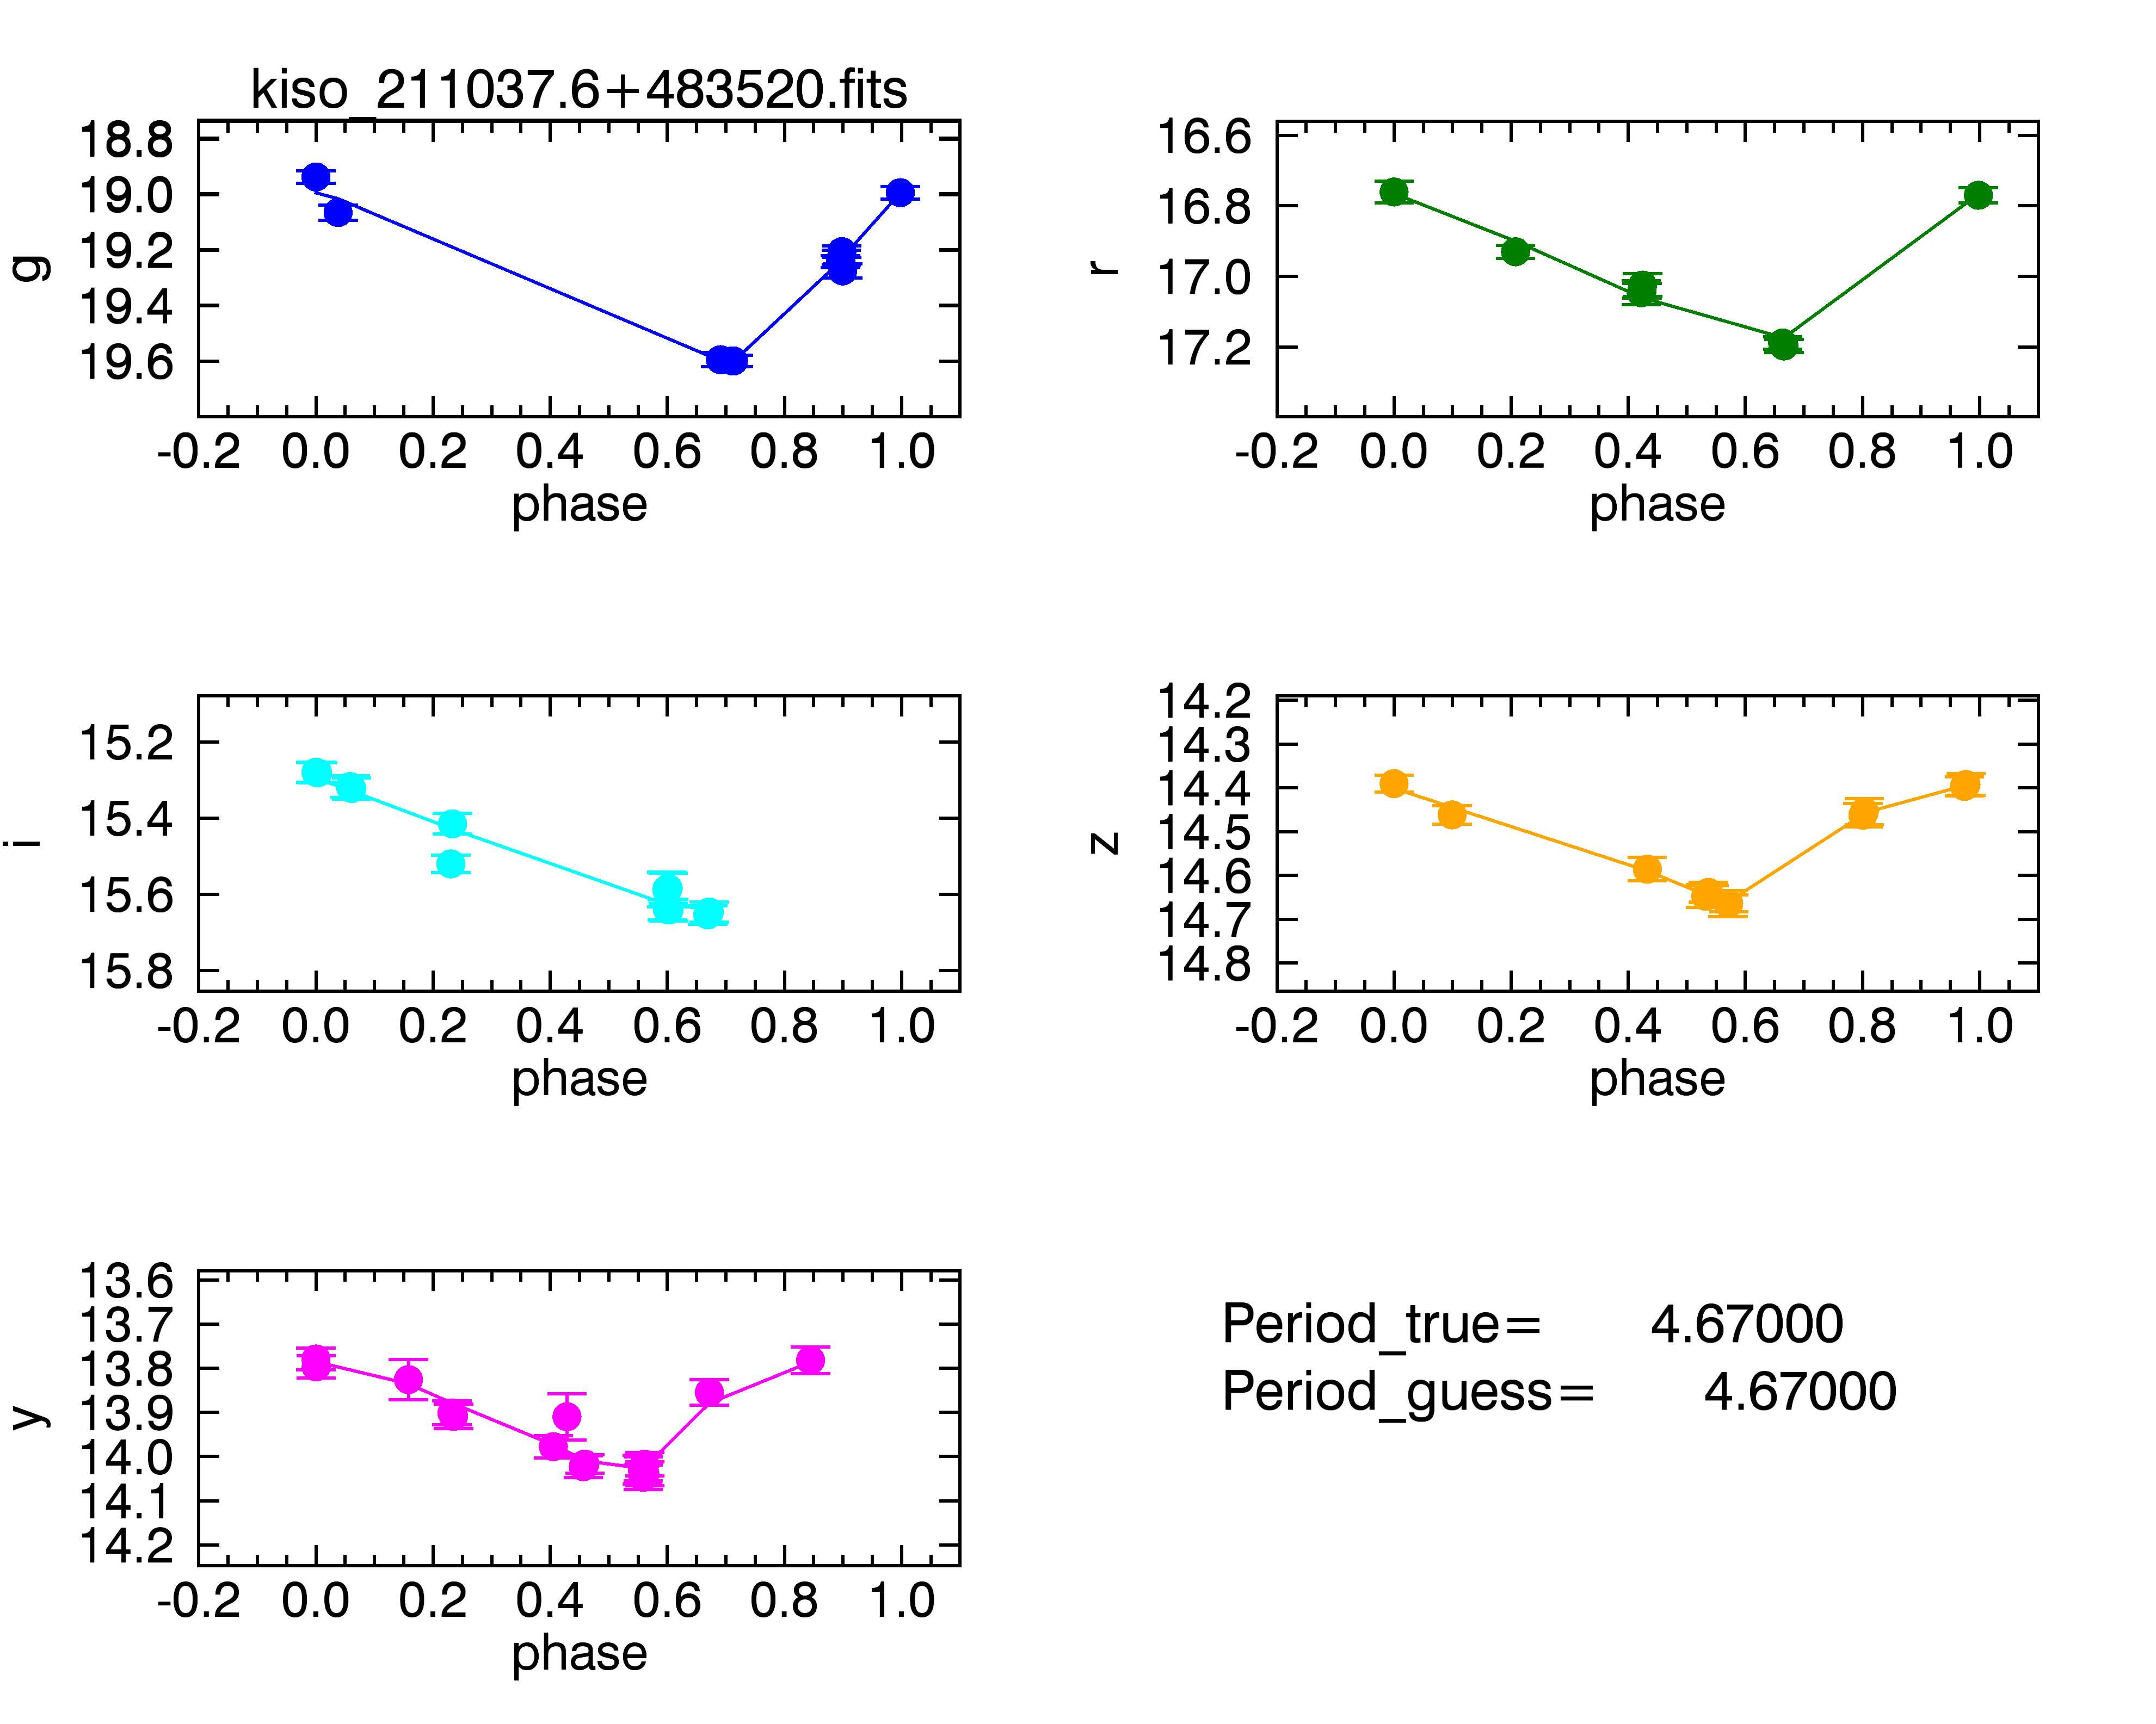 kiso_211037.6+483520.fits
g
18.8
19.0
19.2
19.4
19.6
-0.2 0.0 0.2 0.4 0.6 0.8 1.0
phase
r
16.6
16.8
17.0
17.2
-0.2 0.0 0.2 0.4 0.6 0.8 1.0
phase
i
15.2
15.4
15.6
15.8
-0.2 0.0 0.2 0.4 0.6 0.8 1.0
phase
z
14.2
14.3
14.4
14.5
14.6
14.7
14.8
-0.2 0.0 0.2 0.4 0.6 0.8 1.0
phase
y
13.6
13.7
13.8
13.9
14.0
14.1
14.2
-0.2 0.0 0.2 0.4 0.6 0.8 1.0
phase
Period_true= 4.67000
Period_guess= 4.67000